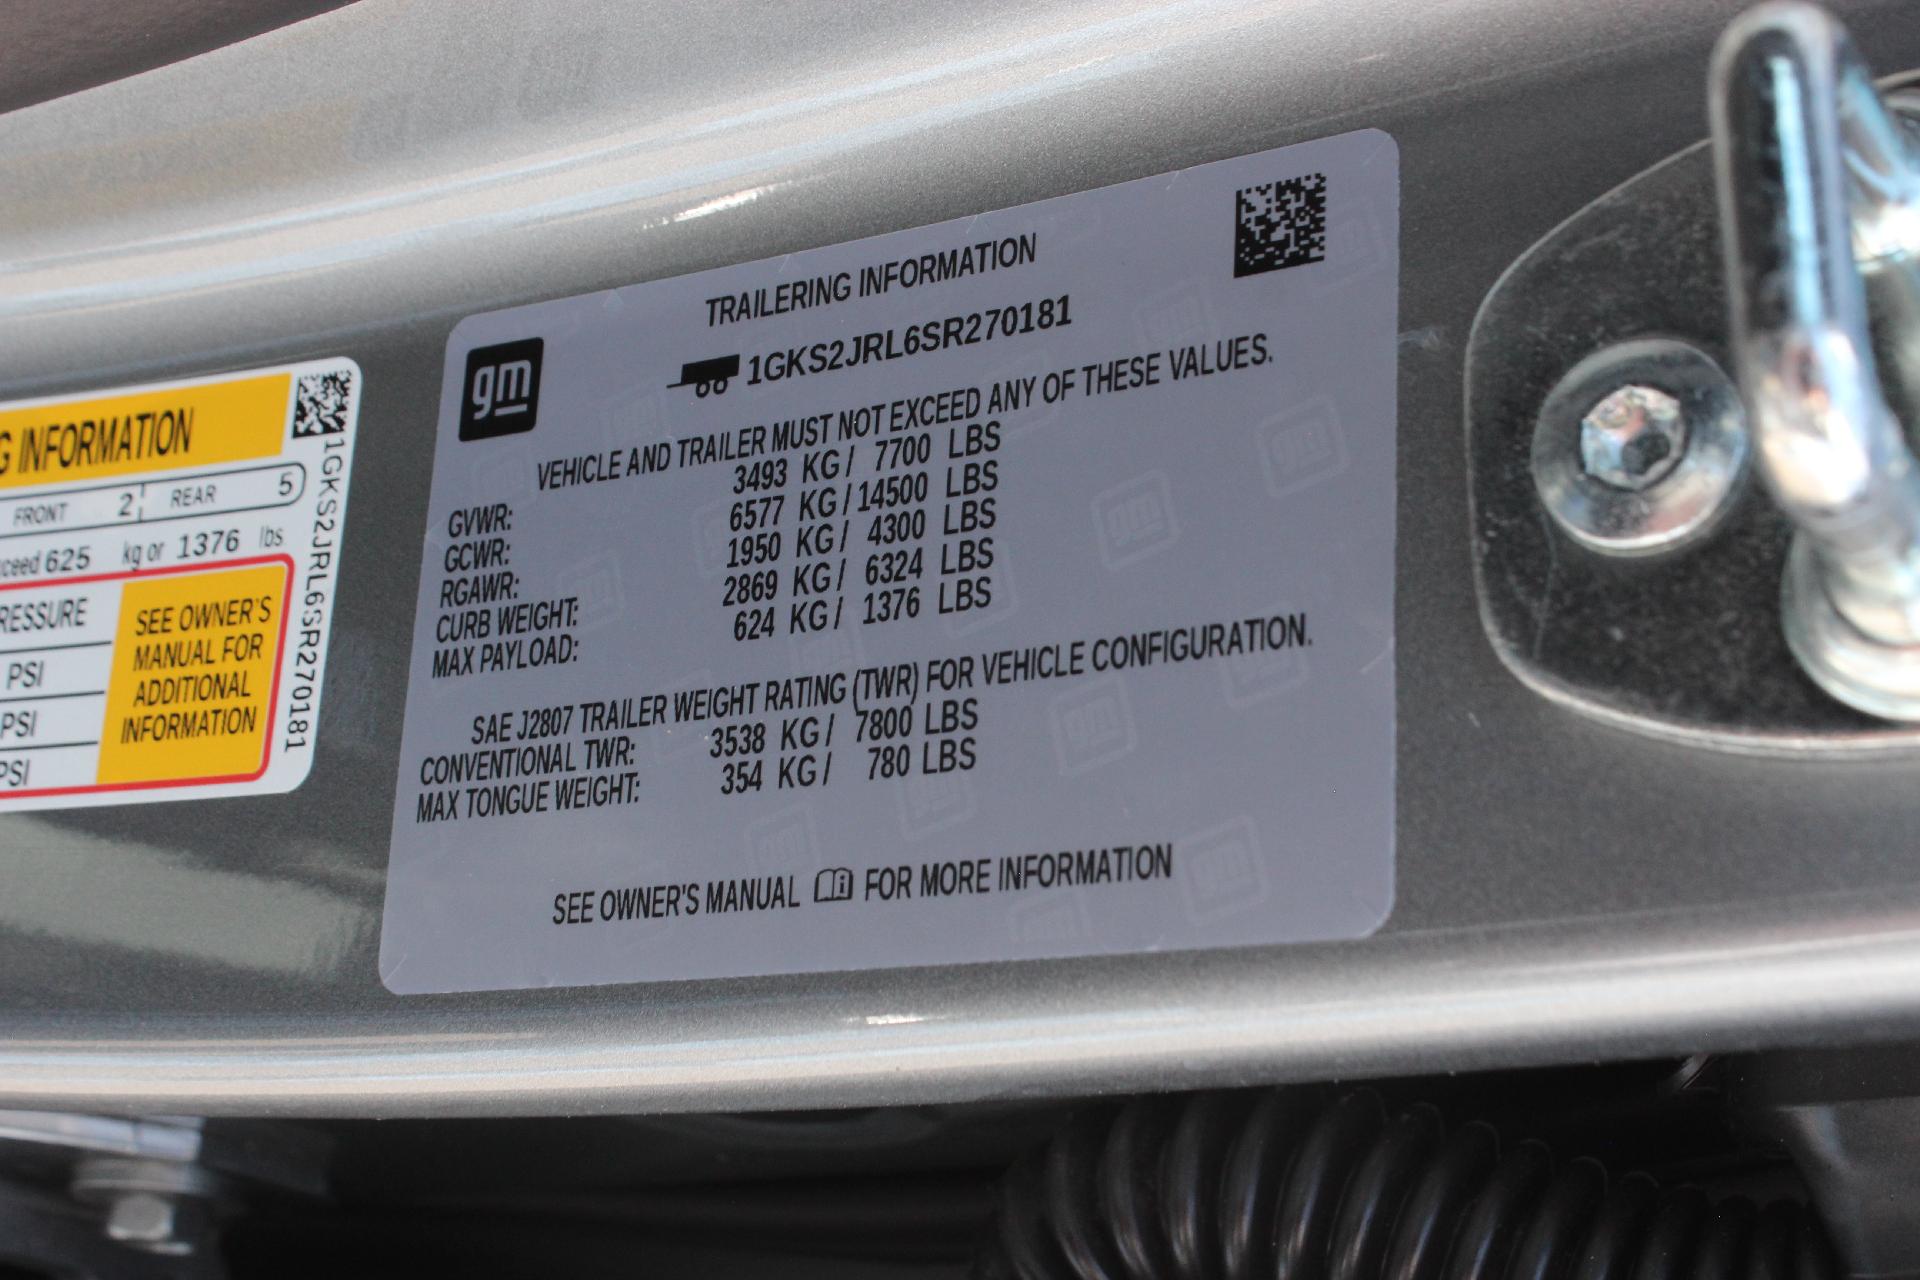 G INFORMATION
FRONT 2 REAR 5
ceed 625 kg or 1376 lbs
RESSURE
PSI
PSI
PSI
SEE OWNER'S
MANUAL FOR
ADDITIONAL
INFORMATION
1GKS2JRL6SR270181
gm
TRAILERING INFORMATION
1GKS2JRL6SR270181
VEHICLE AND TRAILER MUST NOT EXCEED ANY OF THESE VALUES.
GVWR: 3493 KG/ 7700 LBS
GCWR: 6577 KG/14500 LBS
RGAWR: 1950 KG/ 4300 LBS
CURB WEIGHT: 2869 KG/ 6324 LBS
MAX PAYLOAD: 624 KG/ 1376 LBS
SAE J2807 TRAILER WEIGHT RATING (TWR) FOR VEHICLE CONFIGURATION.
CONVENTIONAL TWR: 3538 KG/ 7800 LBS
MAX TONGUE WEIGHT: 354 KG/ 780 LBS
SEE OWNER'S MANUAL FOR MORE INFORMATION